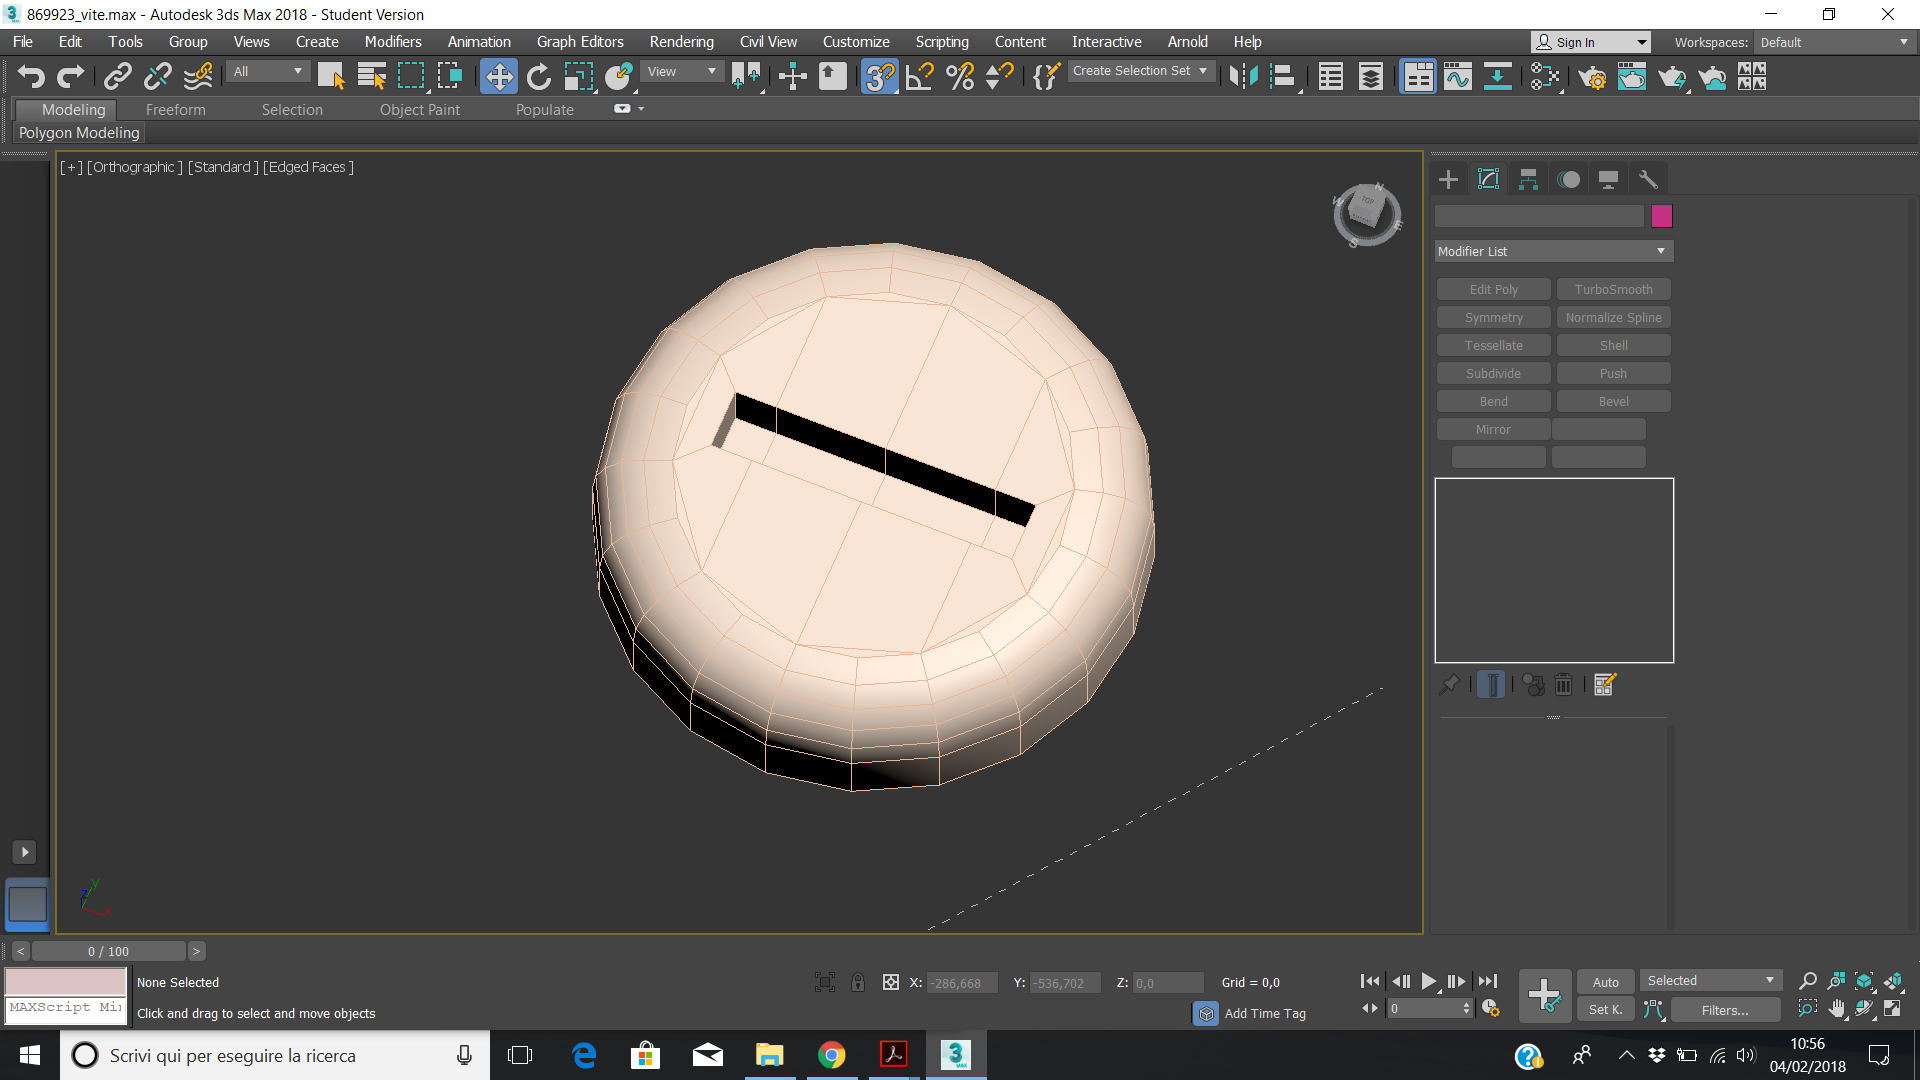 869923_vite.max - Autodesk 3ds Max 2018 - Student Version
File Edit Tools Group Views Create Modifiers Animation Graph Editors Rendering Civil View Customize Scripting Content Interactive Arnold Help
Sign In
Workspaces: Default
All
View
Create Selection Set
Modeling Freeform Selection Object Paint Populate
Polygon Modeling
[+] [Orthographic] [Standard] [Edged Faces]
N
W
TOP
E
S
Modifier List
Edit Poly TurboSmooth
Symmetry Normalize Spline
Tessellate Shell
Subdivide Push
Bend Bevel
Mirror
< 0 / 100 >
None Selected
X: -286,668 Y: -536,702 Z: 0,0 Grid = 0,0
Auto Selected
MAXScript Mi
Click and drag to select and move objects
Add Time Tag
0
Set K. Filters...
Scrivi qui per eseguire la ricerca
3 MAX
10:56
04/02/2018